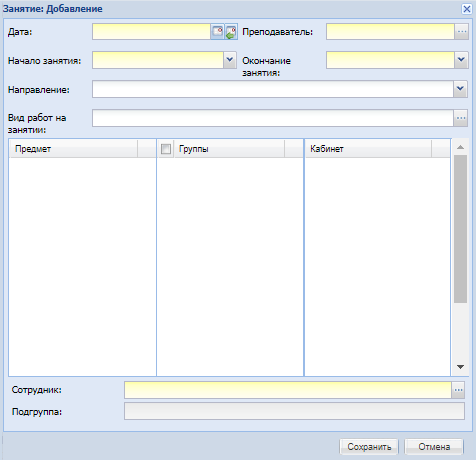 Занятие: Добавление
Дата: Преподаватель:
Начало занятия: Окончание
занятия:
Направление:
Вид работ на
занятии:
Предмет Группы Кабинет
Сотрудник:
Подгруппа:
Сохранить Отмена